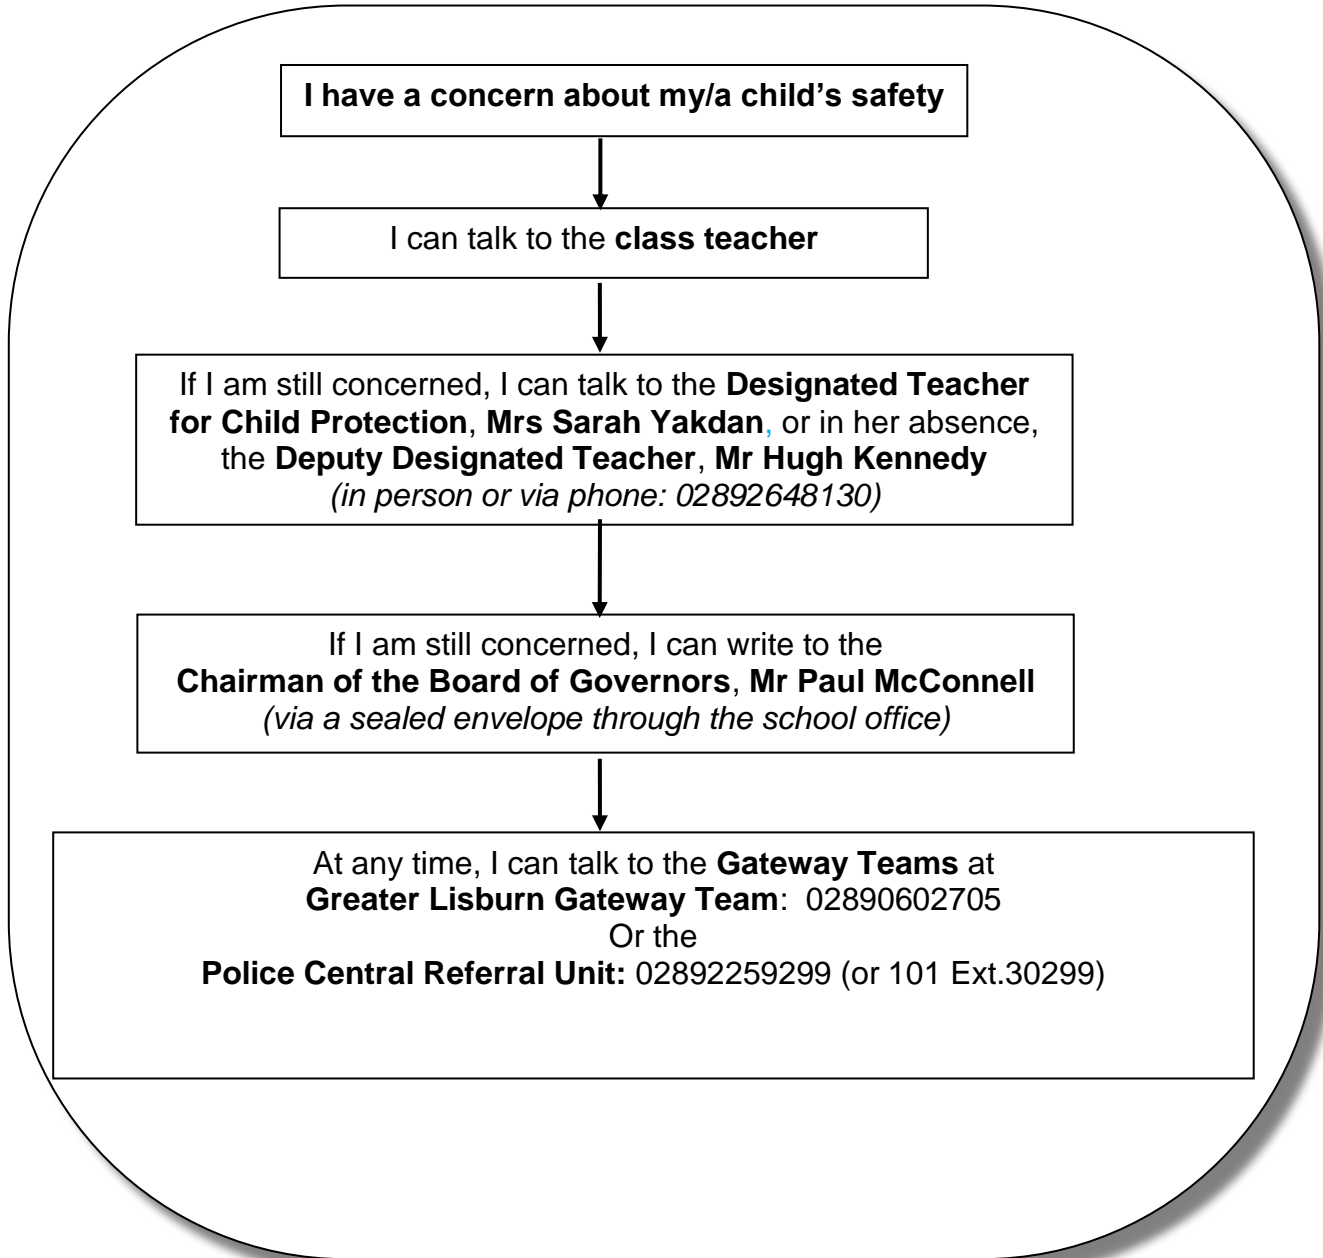 I have a concern about my/a child’s safety
I can talk to the class teacher
If I am still concerned, I can talk to the Designated Teacher
for Child Protection, Mrs Sarah Yakdan, or in her absence,
the Deputy Designated Teacher, Mr Hugh Kennedy
(in person or via phone: 02892648130)
If I am still concerned, I can write to the
Chairman of the Board of Governors, Mr Paul McConnell
(via a sealed envelope through the school office)
At any time, I can talk to the Gateway Teams at
Greater Lisburn Gateway Team: 02890602705
Or the
Police Central Referral Unit: 02892259299 (or 101 Ext.30299)